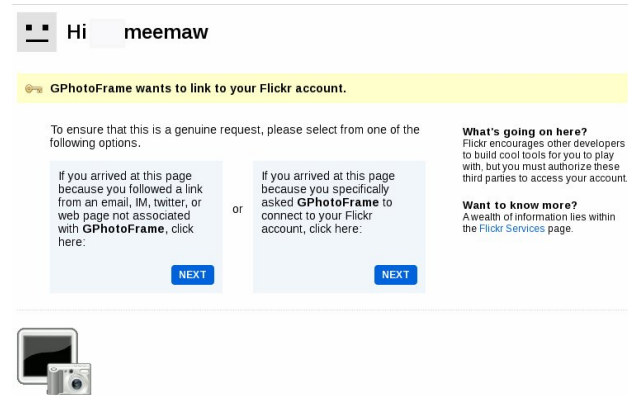 Hi meemaw
GPhotoFrame wants to link to your Flickr account.
To ensure that this is a genuine request, please select from one of the
following options.
If you arrived at this page
because you followed a link
from an email, IM, twitter, or
web page not associated
with GPhotoFrame, click
here:
NEXT
or
If you arrived at this page
because you specifically
asked GPhotoFrame to
connect to your Flickr
account, click here:
NEXT
What's going on here?
Flickr encourages other developers
to build cool tools for you to play
with, but you must authorize these
third parties to access your account.
Want to know more?
A wealth of information lies within
the Flickr Services page.